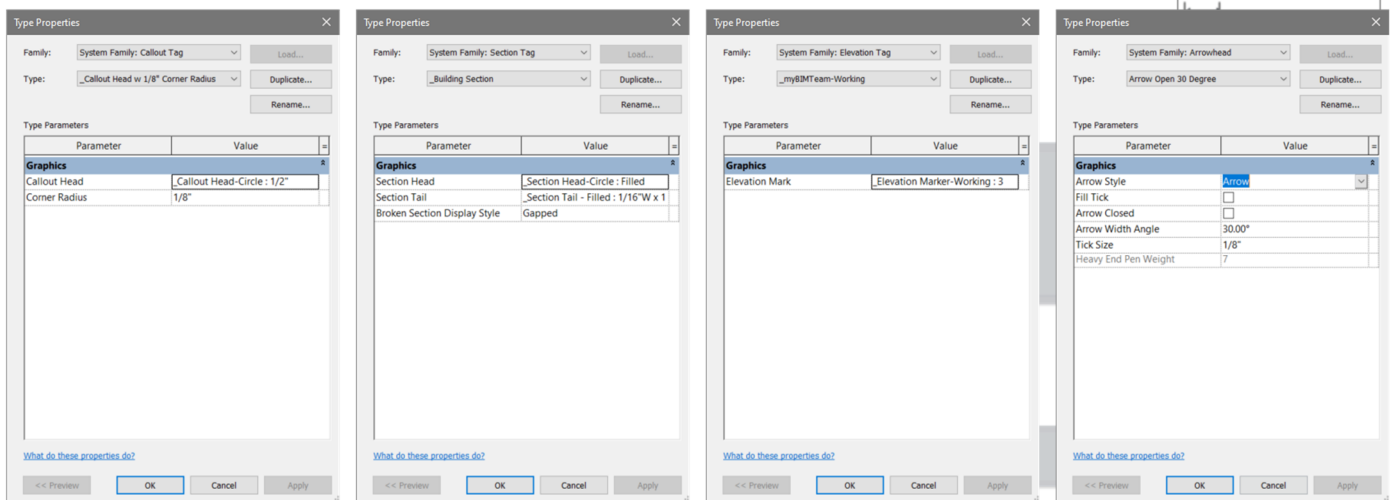 Type Properties
Family: System Family: Callout Tag Load...
Type: _Callout Head w 1/8" Corner Radius Duplicate...
Rename...
Type Parameters
Parameter Value =
Graphics
Callout Head _Callout Head-Circle : 1/2"
Corner Radius 1/8"
What do these properties do?
<< Preview OK Cancel Apply
Type Properties
Family: System Family: Section Tag Load...
Type: _Building Section Duplicate...
Rename...
Type Parameters
Parameter Value =
Graphics
Section Head _Section Head-Circle : Filled
Section Tail _Section Tail - Filled : 1/16"W x 1
Broken Section Display Style Gapped
What do these properties do?
<< Preview OK Cancel Apply
Type Properties
Family: System Family: Elevation Tag Load...
Type: _myBIMTeam-Working Duplicate...
Rename...
Type Parameters
Parameter Value =
Graphics
Elevation Mark _Elevation Marker-Working : 3
What do these properties do?
<< Preview OK Cancel Apply
Type Properties
Family: System Family: Arrowhead Load...
Type: Arrow Open 30 Degree Duplicate...
Rename...
Type Parameters
Parameter Value =
Graphics
Arrow Style Arrow
Fill Tick
Arrow Closed
Arrow Width Angle 30.00°
Tick Size 1/8"
Heavy End Pen Weight 7
What do these properties do?
<< Preview OK Cancel Apply